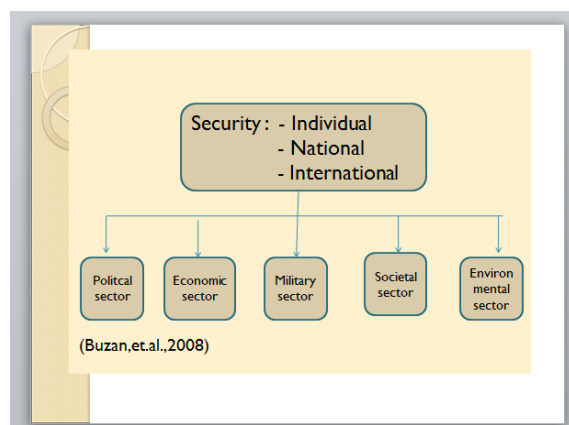 Security : - Individual
- National
- International
Politcal
sector
Economic
sector
Military
sector
Societal
sector
Environ
mental
sector
(Buzan,et.al.,2008)